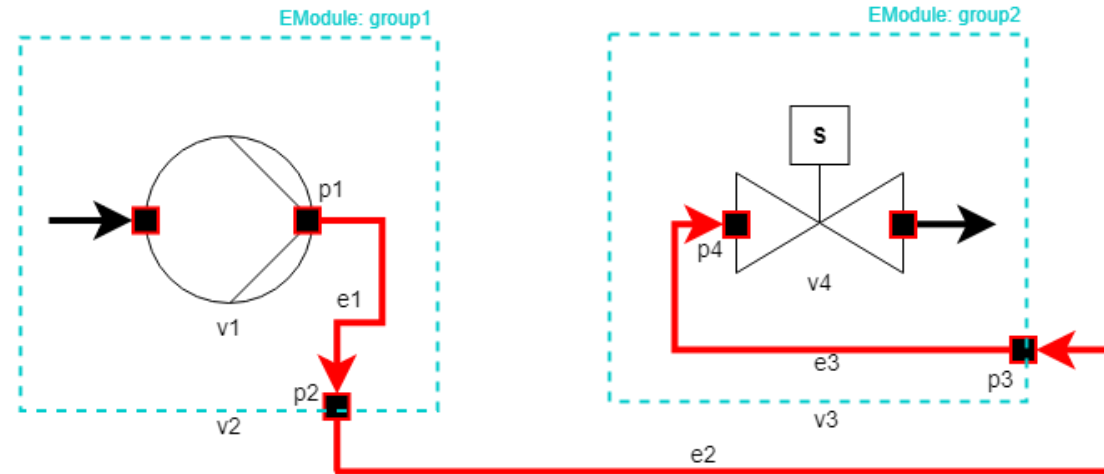 EModule: group1
EModule: group2
S
p1
p4
v4
e1
v1
e3
p3
p2
v2
v3
e2